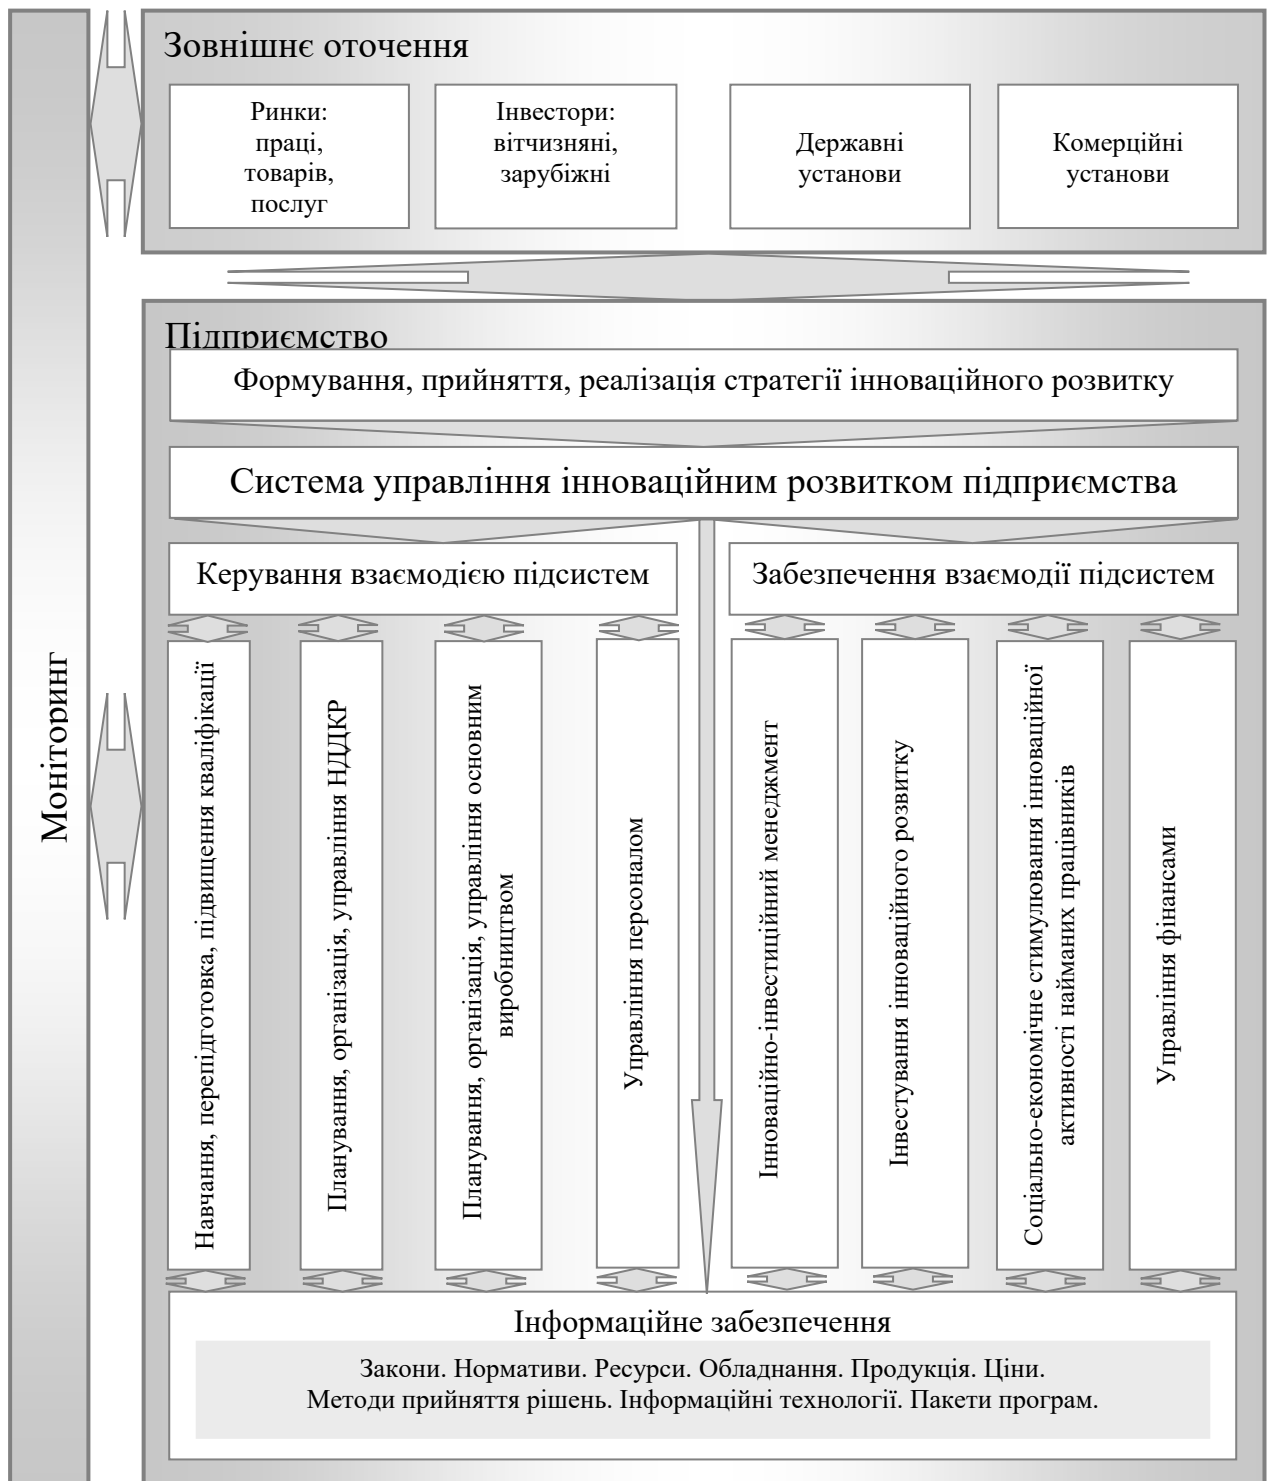 Зовнішнє оточення
Ринки:
праці,
товарів,
послуг
Інвестори:
вітчизняні,
зарубіжні
Державні
установи
Комерційні
установи
Моніторинг
Підприємство
Формування, прийняття, реалізація стратегії інноваційного розвитку
Система управління інноваційним розвитком підприємства
Керування взаємодією підсистем
Забезпечення взаємодії підсистем
Навчання, перепідготовка, підвищення кваліфікації
Планування, організація, управління НДДКР
Планування, організація, управління основним
виробництвом
Управління персоналом
Інноваційно-інвестиційний менеджмент
Інвестування інноваційного розвитку
Соціально-економічне стимулювання інноваційної
активності найманих працівників
Управління фінансами
Інформаційне забезпечення
Закони. Нормативи. Ресурси. Обладнання. Продукція. Ціни.
Методи прийняття рішень. Інформаційні технології. Пакети програм.